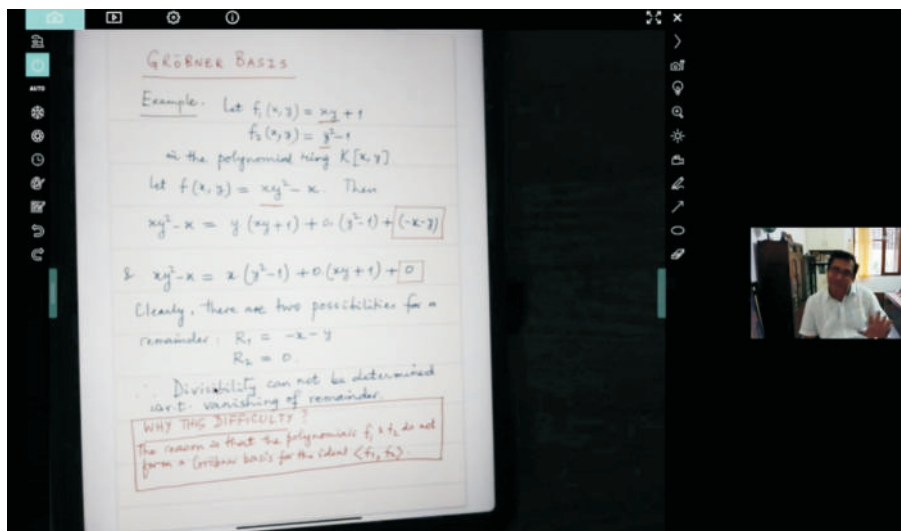 AUTO
GRÖBNER BASIS
Example. Let f₁(x,y) = xy + 1
f₂(x,y) = y²-1
in the polynomial ring K[x,y]
Let f(x,y) = xy² - x. Then
xy²-x = y (xy+1) + 0·(y²-1) + (-x-y)
& xy²-x = x (y²-1) + 0(xy+1) + 0
Clearly, there are two possibilities for a
remainder: R₁ = -x-y
R₂ = 0.
∴ Divisibility can not be determined
w.r.t. vanishing of remainder.
WHY THIS DIFFICULTY?
The reason is that the polynomials f₁ & f₂ do not
form a Gröbner basis for the ideal <f₁, f₂>.